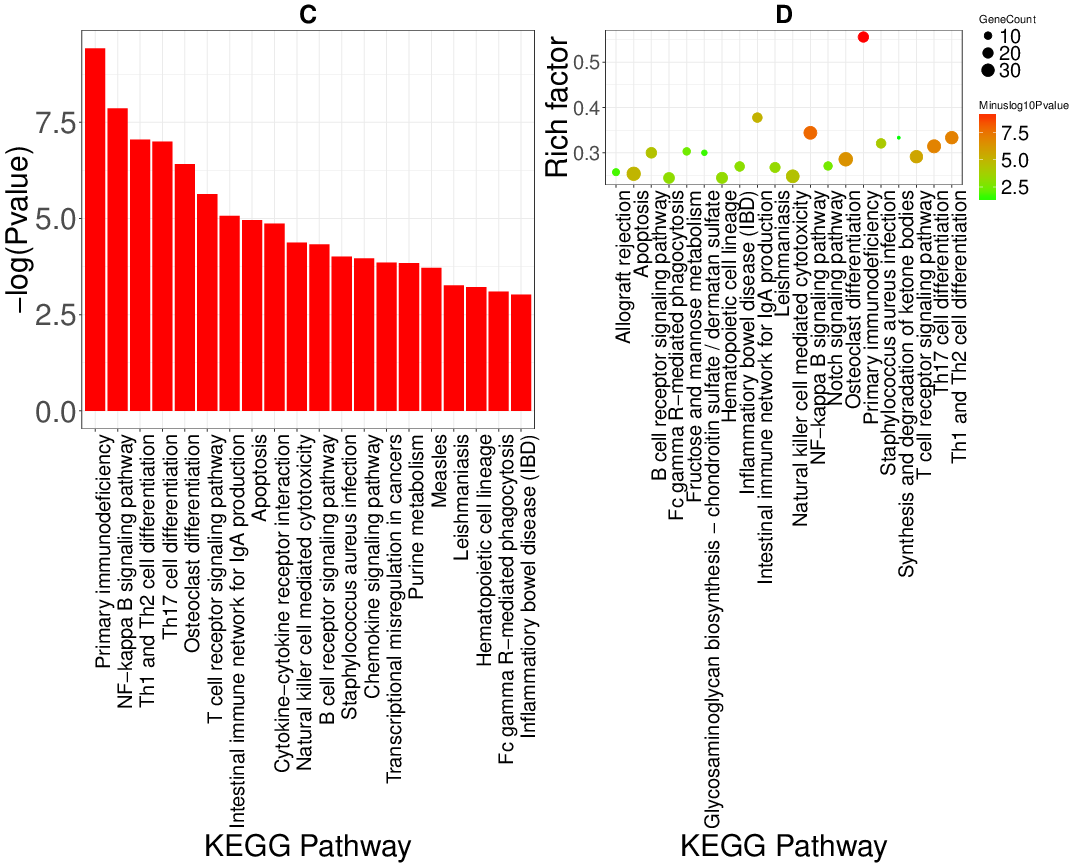 C
−log(Pvalue)
7.5
5.0
2.5
0.0
Primary immunodeficiency
NF−kappa B signaling pathway
Th1 and Th2 cell differentiation
Th17 cell differentiation
Osteoclast differentiation
T cell receptor signaling pathway
Intestinal immune network for IgA production
Apoptosis
Cytokine−cytokine receptor interaction
Natural killer cell mediated cytotoxicity
B cell receptor signaling pathway
Staphylococcus aureus infection
Chemokine signaling pathway
Transcriptional misregulation in cancers
Purine metabolism
Measles
Leishmaniasis
Hematopoietic cell lineage
Fc gamma R−mediated phagocytosis
Inflammatory bowel disease (IBD)
KEGG Pathway
D
Rich factor
0.5
0.4
0.3
Allograft rejection
Apoptosis
B cell receptor signaling pathway
Fc gamma R−mediated phagocytosis
Fructose and mannose metabolism
Glycosaminoglycan biosynthesis − chondroitin sulfate / dermatan sulfate
Hematopoietic cell lineage
Inflammatory bowel disease (IBD)
Intestinal immune network for IgA production
Leishmaniasis
Natural killer cell mediated cytotoxicity
NF−kappa B signaling pathway
Notch signaling pathway
Osteoclast differentiation
Primary immunodeficiency
Staphylococcus aureus infection
Synthesis and degradation of ketone bodies
T cell receptor signaling pathway
Th17 cell differentiation
Th1 and Th2 cell differentiation
KEGG Pathway
GeneCount
10
20
30
Minuslog10Pvalue
7.5
5.0
2.5